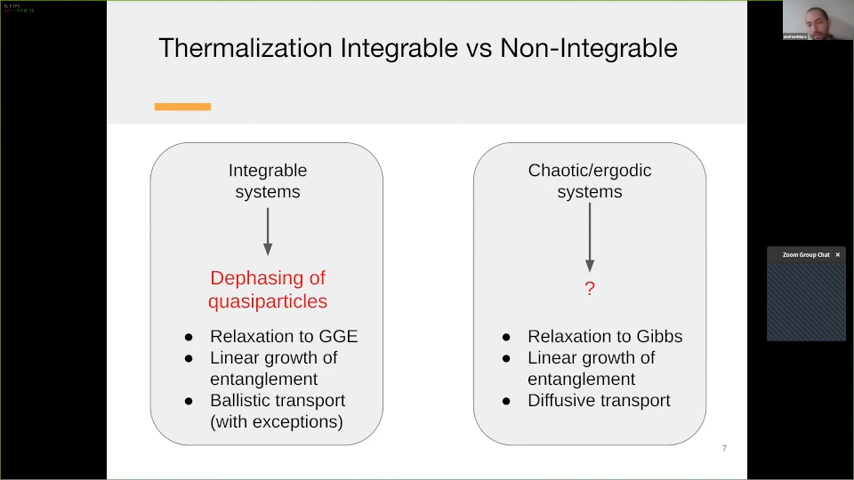 Thermalization Integrable vs Non-Integrable
Integrable
systems
Dephasing of
quasiparticles
● Relaxation to GGE
● Linear growth of
entanglement
● Ballistic transport
(with exceptions)
Chaotic/ergodic
systems
?
● Relaxation to Gibbs
● Linear growth of
entanglement
● Diffusive transport
7
Zoom Group Chat ×